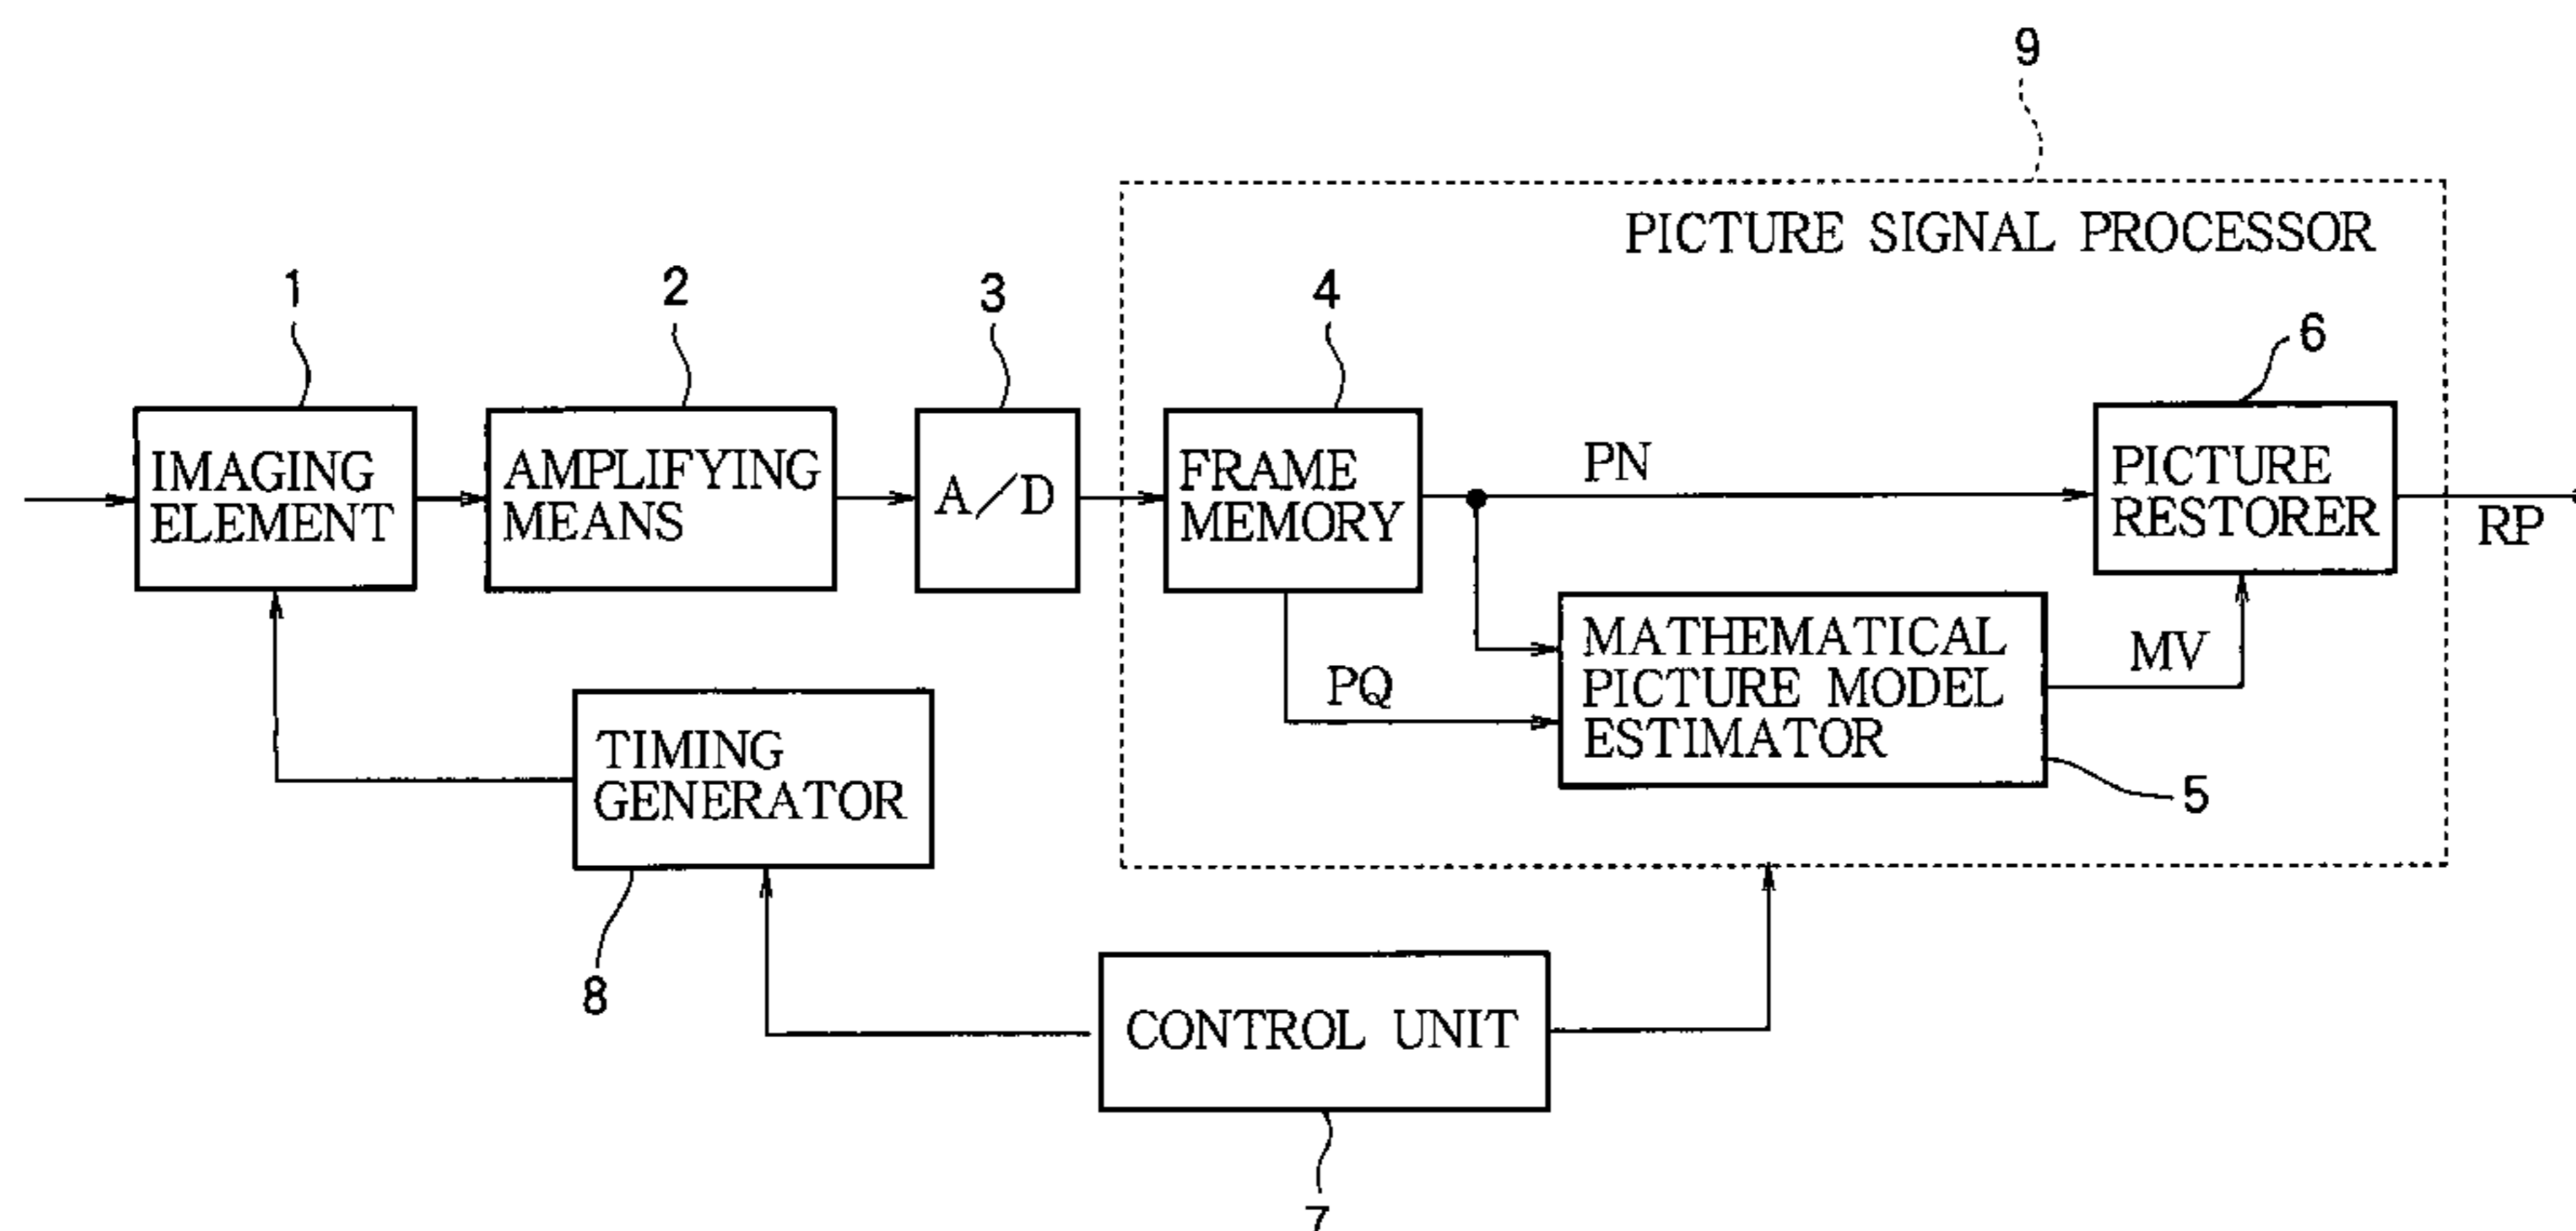 9
PICTURE SIGNAL PROCESSOR
1
2
3
4
6
IMAGING
ELEMENT
AMPLIFYING
MEANS
A/D
FRAME
MEMORY
PN
PICTURE
RESTORER
RP
PQ
MATHEMATICAL
PICTURE MODEL
ESTIMATOR
MV
5
TIMING
GENERATOR
8
CONTROL UNIT
7